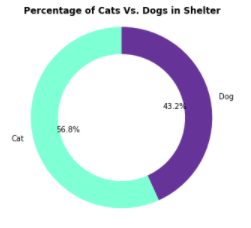 Percentage of Cats Vs. Dogs in Shelter
Dog
43.2%
56.8%
Cat